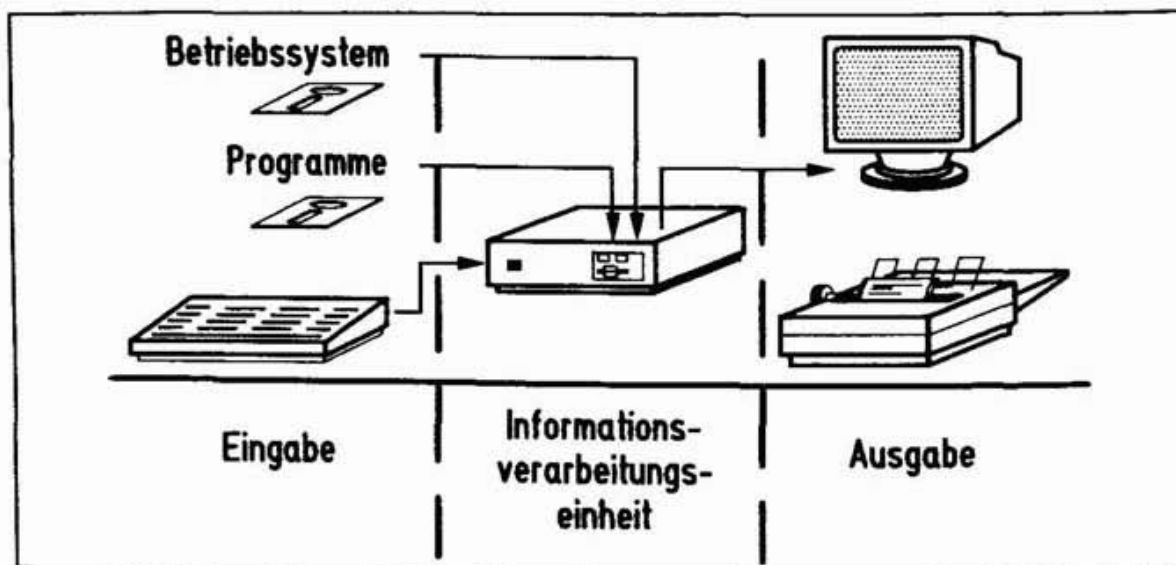 Betriebssystem
Programme
Eingabe
Informations-
verarbeitungs-
einheit
Ausgabe